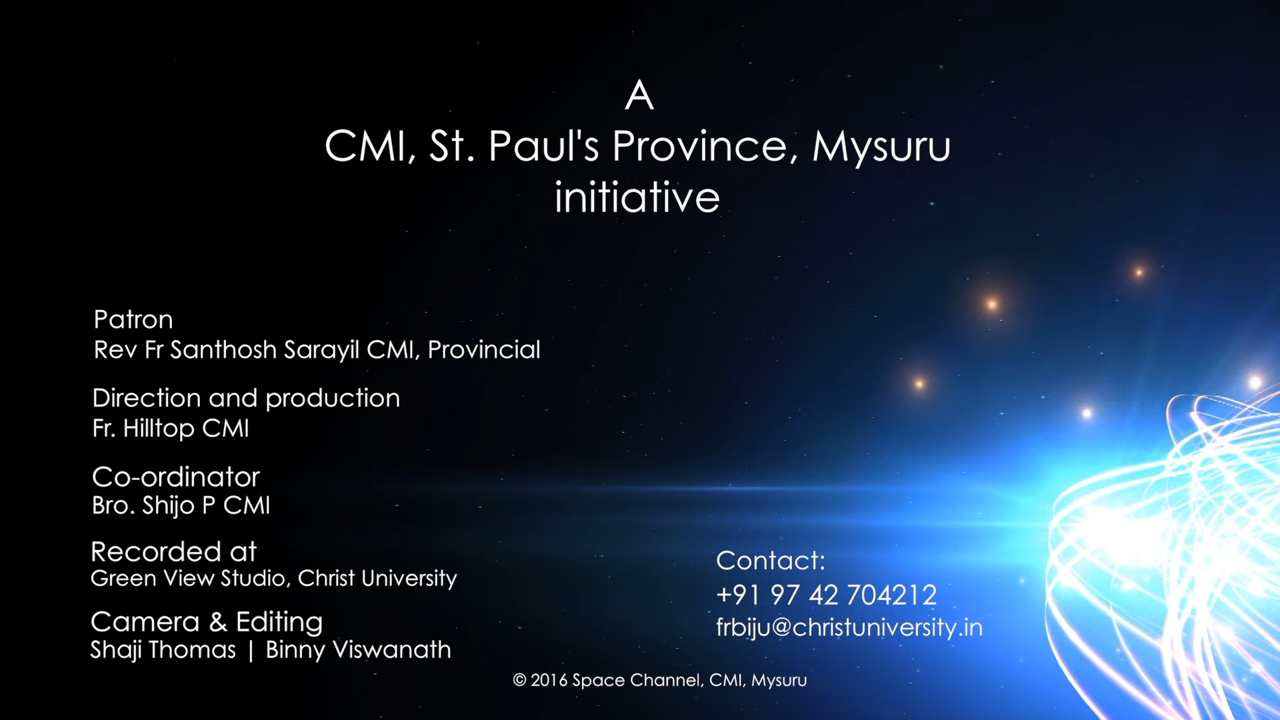 A
CMI, St. Paul's Province, Mysuru
initiative
Patron
Rev Fr Santhosh Sarayil CMI, Provincial
Direction and production
Fr. Hilltop CMI
Co-ordinator
Bro. Shijo P CMI
Recorded at
Green View Studio, Christ University
Camera & Editing
Shaji Thomas | Binny Viswanath
Contact:
+91 97 42 704212
frbiju@christuniversity.in
© 2016 Space Channel, CMI, Mysuru